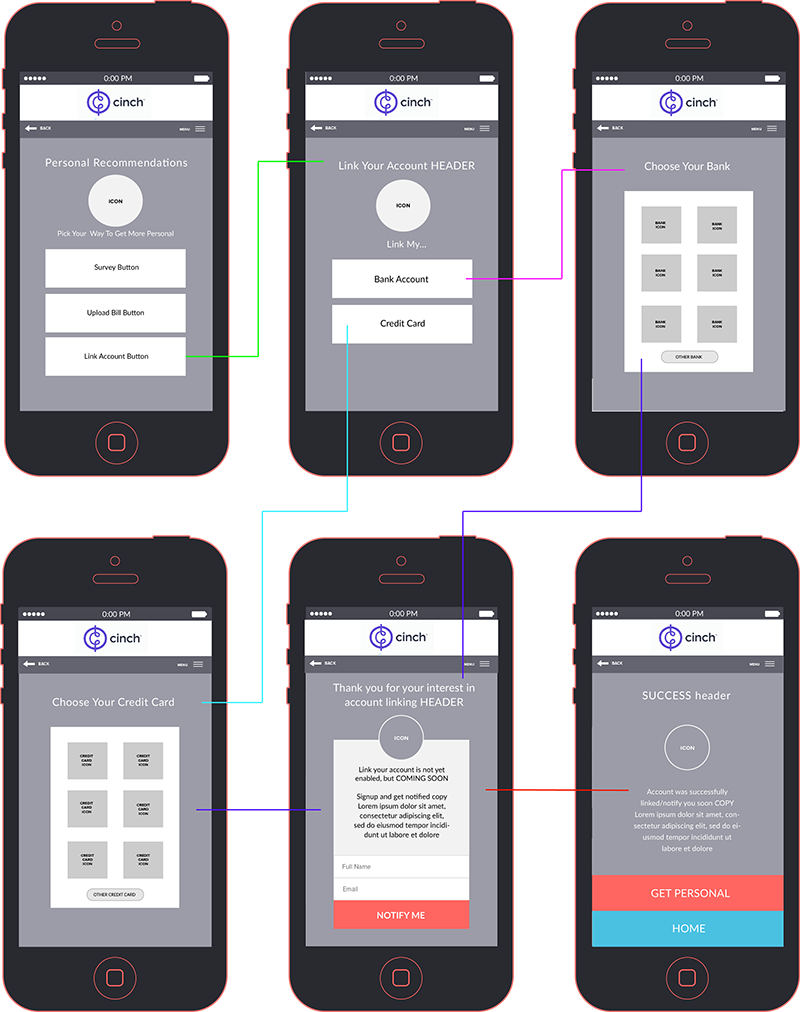 0:00 PM
cinch
BACK
MENU
Personal Recommendations
ICON
Pick Your Way To Get More Personal
Survey Button
Upload Bill Button
Link Account Button
0:00 PM
cinch
BACK
MENU
Link Your Account HEADER
ICON
Link My...
Bank Account
Credit Card
0:00 PM
cinch
BACK
MENU
Choose Your Bank
BANK
ICON
BANK
ICON
BANK
ICON
BANK
ICON
BANK
ICON
BANK
ICON
OTHER BANK
0:00 PM
cinch
BACK
MENU
Choose Your Credit Card
CREDIT
CARD
ICON
CREDIT
CARD
ICON
CREDIT
CARD
ICON
CREDIT
CARD
ICON
CREDIT
CARD
ICON
CREDIT
CARD
ICON
OTHER CREDIT CARD
0:00 PM
cinch
BACK
MENU
Thank you for your interest in
account linking HEADER
ICON
Link your account is not yet
enabled, but COMING SOON
Signup and get notified copy
Lorem ipsum dolor sit amet,
consectetur adipiscing elit,
sed do eiusmod tempor incidi-
dunt ut labore et dolore
Full Name
Email
NOTIFY ME
0:00 PM
cinch
BACK
MENU
SUCCESS header
ICON
Account was successfully
linked/notify you soon COPY
Lorem ipsum dolor sit amet, con-
sectetur adipiscing elit, sed do ei-
usmod tempor incididunt ut
labore et dolore
GET PERSONAL
HOME